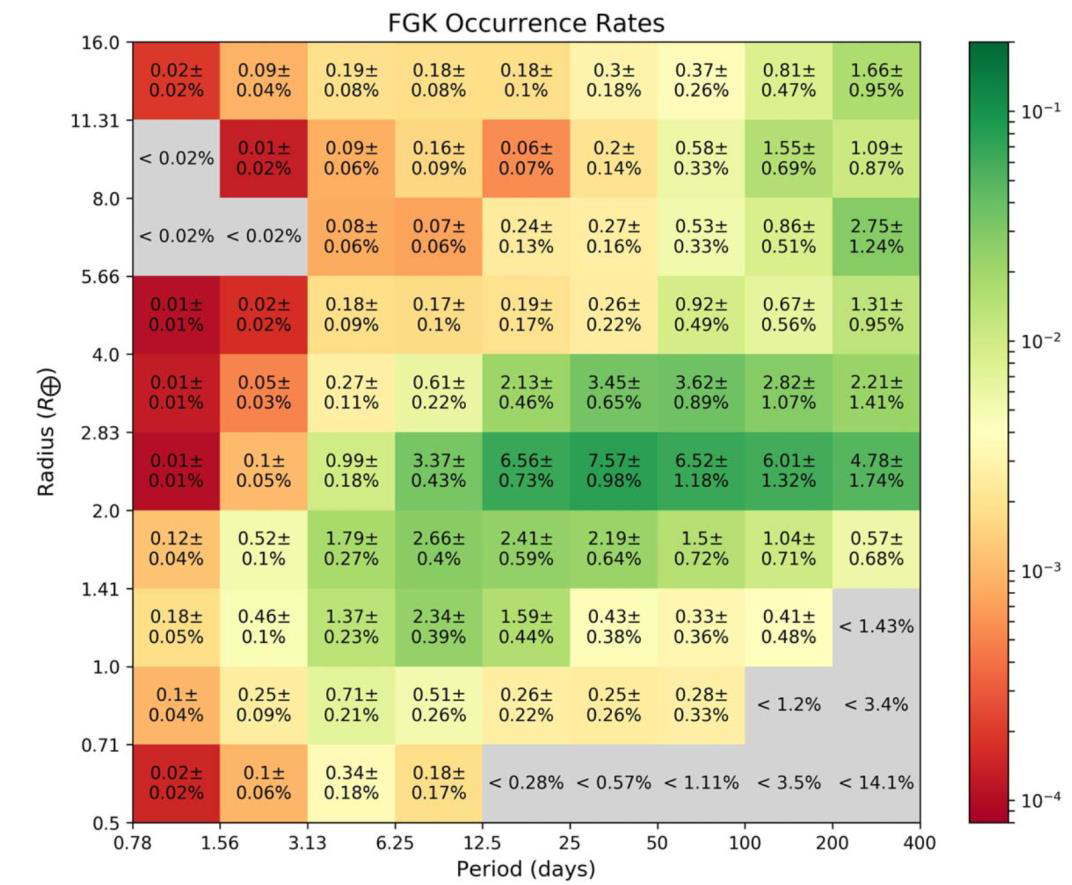 FGK Occurrence Rates
16.0
0.02± 0.09± 0.19± 0.18± 0.18± 0.3± 0.37± 0.81± 1.66±
0.02% 0.04% 0.08% 0.08% 0.1% 0.18% 0.26% 0.47% 0.95%
11.31
< 0.02% 0.01± 0.09± 0.16± 0.06± 0.2± 0.58± 1.55± 1.09±
0.02% 0.06% 0.09% 0.07% 0.14% 0.33% 0.69% 0.87%
8.0
< 0.02% < 0.02% 0.08± 0.07± 0.24± 0.27± 0.53± 0.86± 2.75±
0.06% 0.06% 0.13% 0.16% 0.33% 0.51% 1.24%
5.66
0.01± 0.02± 0.18± 0.17± 0.19± 0.26± 0.92± 0.67± 1.31±
0.01% 0.02% 0.09% 0.1% 0.17% 0.22% 0.49% 0.56% 0.95%
4.0
0.01± 0.05± 0.27± 0.61± 2.13± 3.45± 3.62± 2.82± 2.21±
0.01% 0.03% 0.11% 0.22% 0.46% 0.65% 0.89% 1.07% 1.41%
2.83
0.01± 0.1± 0.99± 3.37± 6.56± 7.57± 6.52± 6.01± 4.78±
0.01% 0.05% 0.18% 0.43% 0.73% 0.98% 1.18% 1.32% 1.74%
2.0
0.12± 0.52± 1.79± 2.66± 2.41± 2.19± 1.5± 1.04± 0.57±
0.04% 0.1% 0.27% 0.4% 0.59% 0.64% 0.72% 0.71% 0.68%
1.41
0.18± 0.46± 1.37± 2.34± 1.59± 0.43± 0.33± 0.41± < 1.43%
0.05% 0.1% 0.23% 0.39% 0.44% 0.38% 0.36% 0.48%
1.0
0.1± 0.25± 0.71± 0.51± 0.26± 0.25± 0.28± < 1.2% < 3.4%
0.04% 0.09% 0.21% 0.26% 0.22% 0.26% 0.33%
0.71
0.02± 0.1± 0.34± 0.18± < 0.28% < 0.57% < 1.11% < 3.5% < 14.1%
0.02% 0.06% 0.18% 0.17%
0.5
0.78 1.56 3.13 6.25 12.5 25 50 100 200 400
Period (days)
Radius (R⊕)
10⁻¹
10⁻²
10⁻³
10⁻⁴